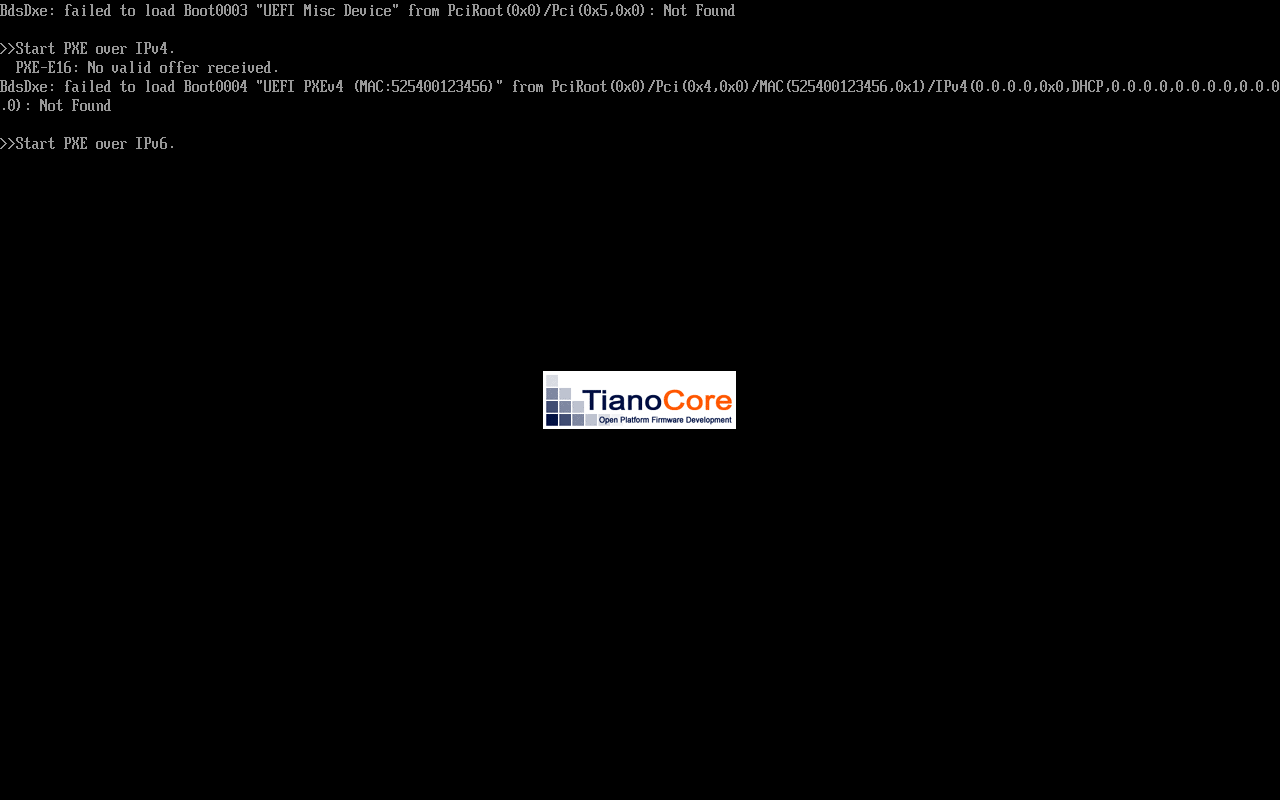 BdsDxe: failed to load Boot0003 "UEFI Misc Device" from PciRoot(0x0)/Pci(0x5,0x0): Not Found
>>Start PXE over IPv4.
PXE-E16: No valid offer received.
BdsDxe: failed to load Boot0004 "UEFI PXEv4 (MAC:525400123456)" from PciRoot(0x0)/Pci(0x4,0x0)/MAC(525400123456,0x1)/IPv4(0.0.0.0,0x0,DHCP,0.0.0.0,0.0.0.0,0.0.0
.0): Not Found
>>Start PXE over IPv6.
TianoCore
Open Platform Firmware Development